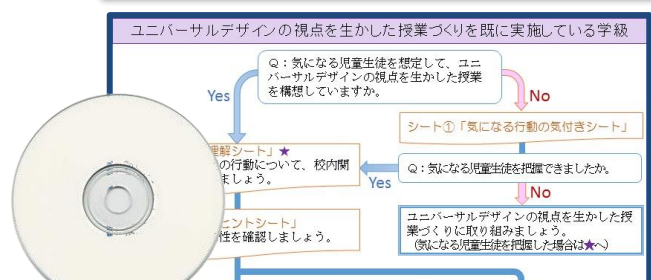 ユニバーサルデザインの視点を生かした授業づくりを既に実施している学級
Q:気になる児童生徒を想定して、ユニ
バーサルデザインの視点を生かした授業
を構想していますか。
Yes
No
シート①「気になる行動の気付きシート」
理解シート」★
の行動について、校内関
ましょう。
Yes
Q:気になる児童生徒を把握できましたか。
No
ヒントシート」
性を確認しましょう。
ユニバーサルデザインの視点を生かした授
業づくりに取り組みましょう。
(気になる児童生徒を把握した場合は★へ)